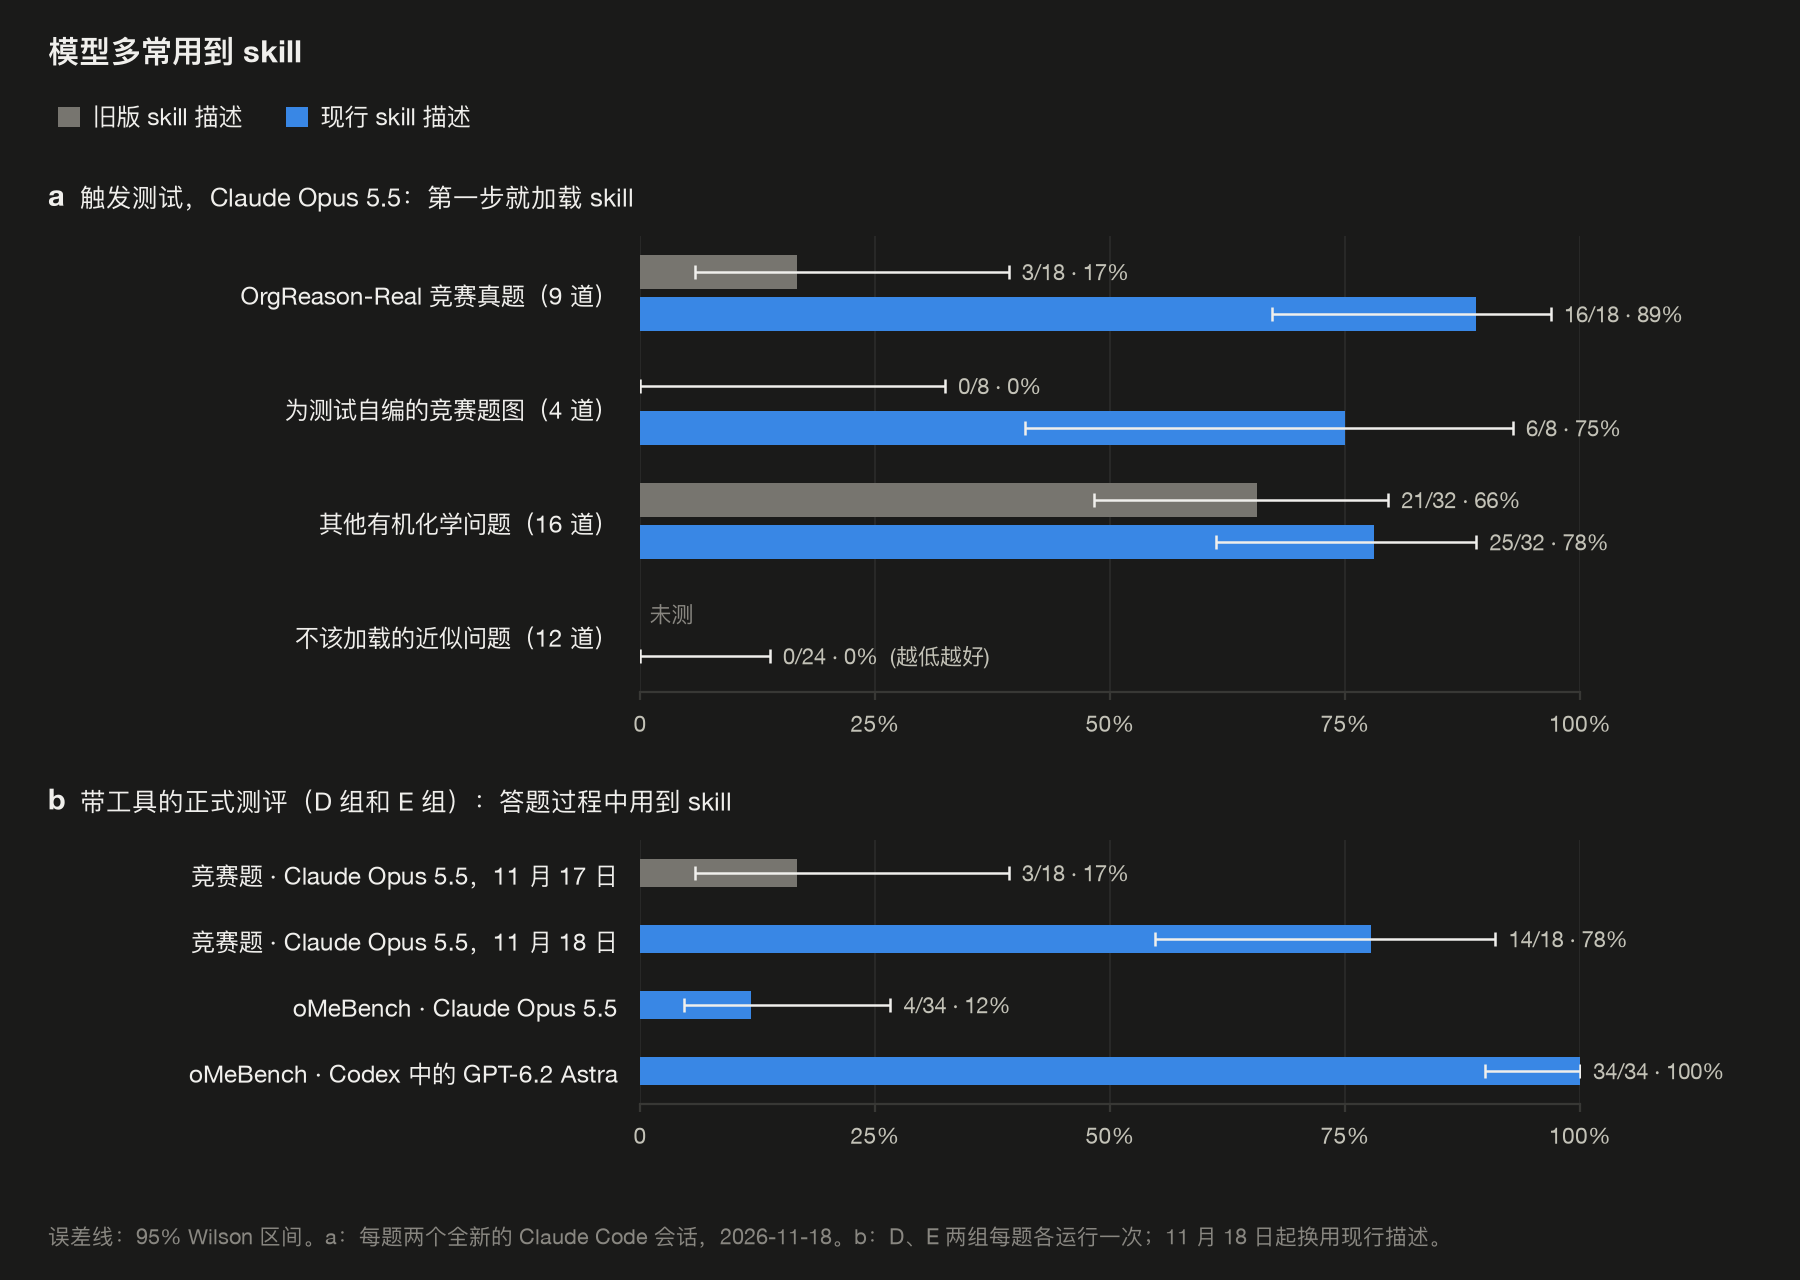 模型多常用到 skill
旧版 skill 描述
现行 skill 描述
a 触发测试，Claude Opus 5.5：第一步就加载 skill
OrgReason-Real 竞赛真题（9 道）
3/18 · 17%
16/18 · 89%
为测试自编的竞赛题图（4 道）
0/8 · 0%
6/8 · 75%
其他有机化学问题（16 道）
21/32 · 66%
25/32 · 78%
不该加载的近似问题（12 道）
未测
0/24 · 0% (越低越好)
0 25% 50% 75% 100%
b 带工具的正式测评（D 组和 E 组）：答题过程中用到 skill
竞赛题 · Claude Opus 5.5，11 月 17 日
3/18 · 17%
竞赛题 · Claude Opus 5.5，11 月 18 日
14/18 · 78%
oMeBench · Claude Opus 5.5
4/34 · 12%
oMeBench · Codex 中的 GPT-6.2 Astra
34/34 · 100%
0 25% 50% 75% 100%
误差线：95% Wilson 区间。a：每题两个全新的 Claude Code 会话，2026-11-18。b：D、E 两组每题各运行一次；11 月 18 日起换用现行描述。